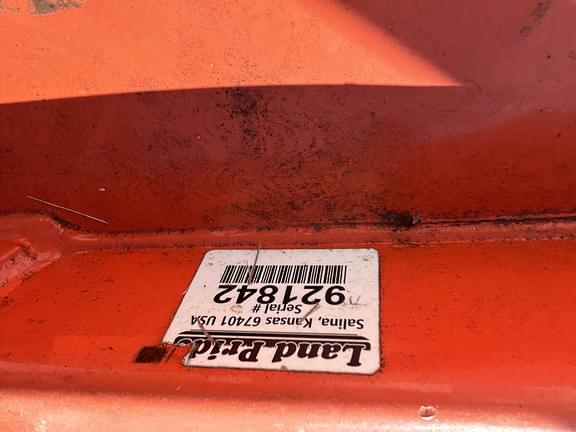 Land Pride
Salina, Kansas 67401 USA
Serial #
921842